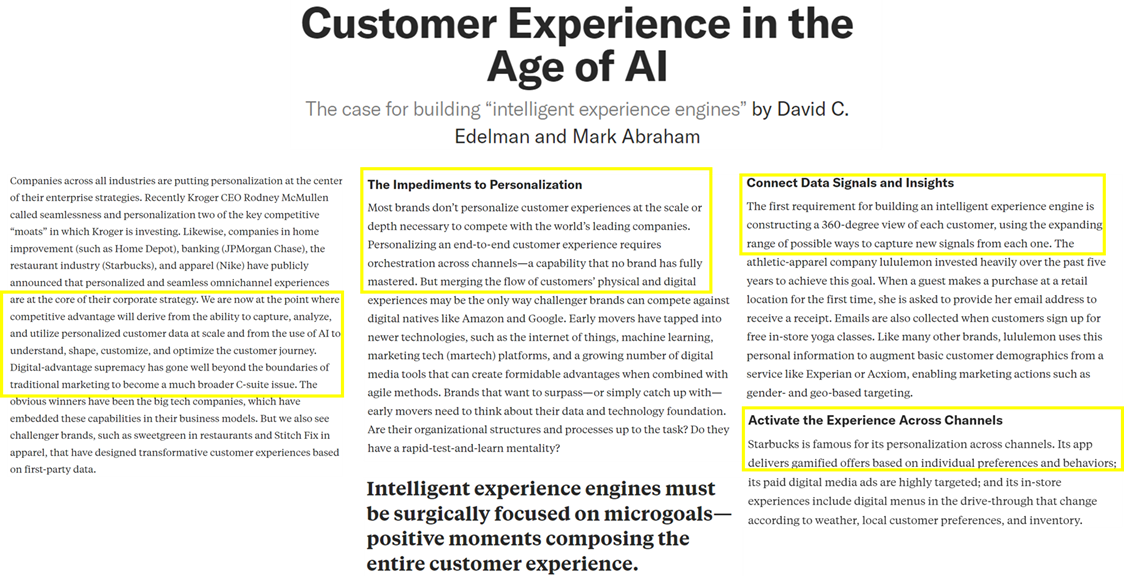 Customer Experience in the
Age of AI
The case for building “intelligent experience engines” by David C.
Edelman and Mark Abraham
Companies across all industries are putting personalization at the center
of their enterprise strategies. Recently Kroger CEO Rodney McMullen
called seamlessness and personalization two of the key competitive
“moats” in which Kroger is investing. Likewise, companies in home
improvement (such as Home Depot), banking (JPMorgan Chase), the
restaurant industry (Starbucks), and apparel (Nike) have publicly
announced that personalized and seamless omnichannel experiences
are at the core of their corporate strategy. We are now at the point where
competitive advantage will derive from the ability to capture, analyze,
and utilize personalized customer data at scale and from the use of AI to
understand, shape, customize, and optimize the customer journey.
Digital-advantage supremacy has gone well beyond the boundaries of
traditional marketing to become a much broader C-suite issue. The
obvious winners have been the big tech companies, which have
embedded these capabilities in their business models. But we also see
challenger brands, such as sweetgreen in restaurants and Stitch Fix in
apparel, that have designed transformative customer experiences based
on first-party data.
The Impediments to Personalization
Most brands don’t personalize customer experiences at the scale or
depth necessary to compete with the world’s leading companies.
Personalizing an end-to-end customer experience requires
orchestration across channels—a capability that no brand has fully
mastered. But merging the flow of customers’ physical and digital
experiences may be the only way challenger brands can compete against
digital natives like Amazon and Google. Early movers have tapped into
newer technologies, such as the internet of things, machine learning,
marketing tech (martech) platforms, and a growing number of digital
media tools that can create formidable advantages when combined with
agile methods. Brands that want to surpass—or simply catch up with—
early movers need to think about their data and technology foundation.
Are their organizational structures and processes up to the task? Do they
have a rapid-test-and-learn mentality?
Intelligent experience engines must
be surgically focused on microgoals—
positive moments composing the
entire customer experience.
Connect Data Signals and Insights
The first requirement for building an intelligent experience engine is
constructing a 360-degree view of each customer, using the expanding
range of possible ways to capture new signals from each one. The
athletic-apparel company lululemon invested heavily over the past five
years to achieve this goal. When a guest makes a purchase at a retail
location for the first time, she is asked to provide her email address to
receive a receipt. Emails are also collected when customers sign up for
free in-store yoga classes. Like many other brands, lululemon uses this
personal information to augment basic customer demographics from a
service like Experian or Acxiom, enabling marketing actions such as
gender- and geo-based targeting.
Activate the Experience Across Channels
Starbucks is famous for its personalization across channels. Its app
delivers gamified offers based on individual preferences and behaviors;
its paid digital media ads are highly targeted; and its in-store
experiences include digital menus in the drive-through that change
according to weather, local customer preferences, and inventory.